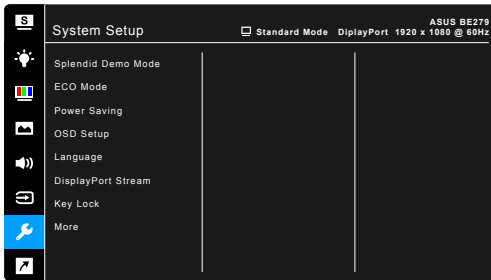 S
ASUS BE279
System Setup
Standard Mode DiplayPort 1920 x 1080 @ 60Hz
Splendid Demo Mode
ECO Mode
Power Saving
OSD Setup
Language
DisplayPort Stream
Key Lock
More